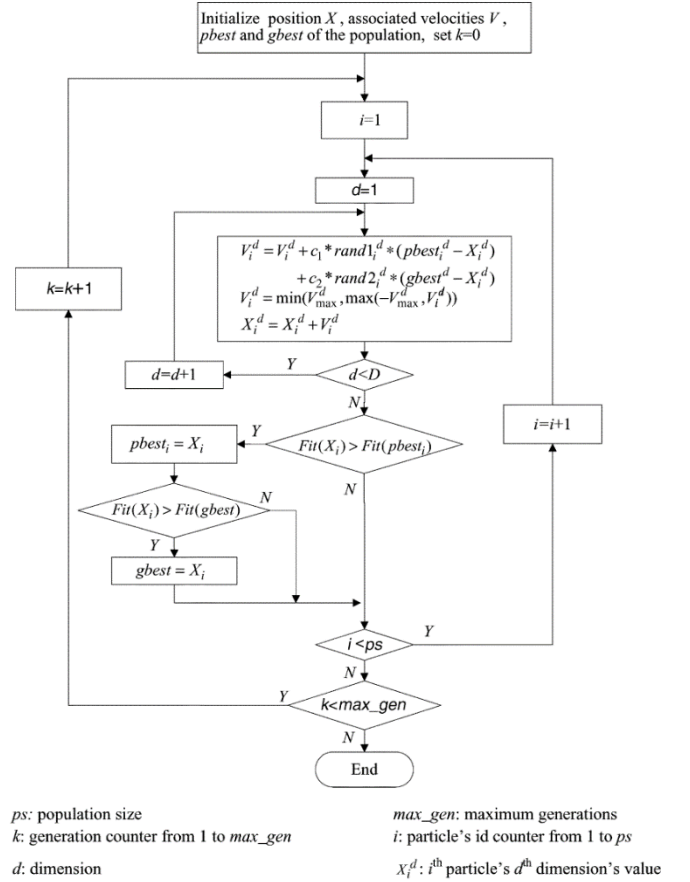 Initialize position X, associated velocities V,
pbest and gbest of the population, set k=0
i=1
d=1
V_i^d = V_i^d + c_1 * rand1_i^d * (pbest_i^d − X_i^d)
+ c_2 * rand2_i^d * (gbest^d − X_i^d)
V_i^d = min(V_max^d, max(−V_max^d, V_i^d))
X_i^d = X_i^d + V_i^d
k=k+1
d=d+1
Y
d<D
N
i=i+1
pbest_i = X_i
Y
Fit(X_i) > Fit(pbest_i)
N
Fit(X_i) > Fit(gbest)
N
Y
gbest = X_i
i <ps
Y
N
Y
k<max_gen
N
End
ps: population size
max_gen: maximum generations
k: generation counter from 1 to max_gen
i: particle's id counter from 1 to ps
d: dimension
X_i^d: i^th particle's d^th dimension's value